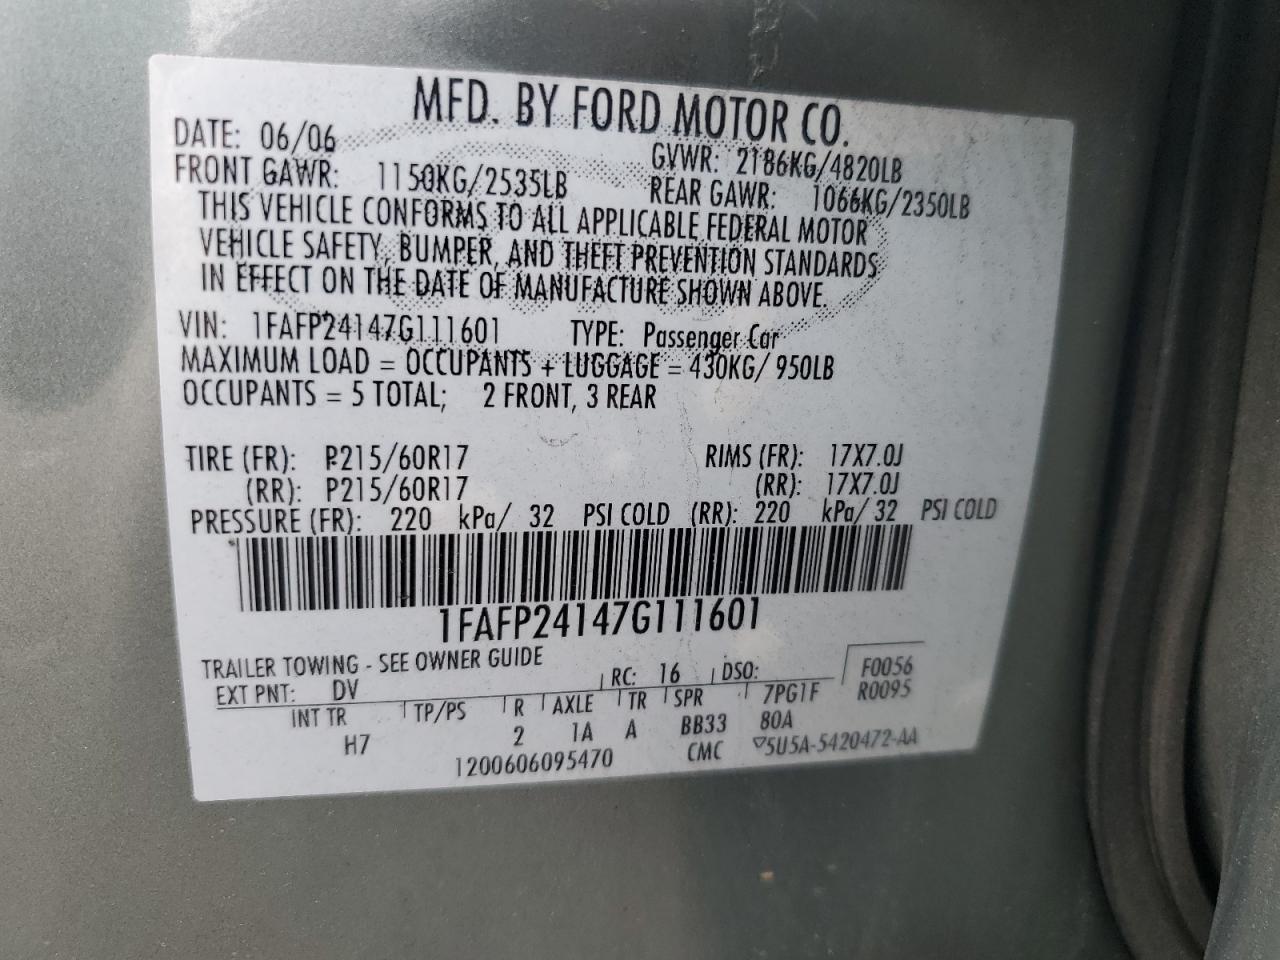 MFD. BY FORD MOTOR CO.
DATE: 06/06 GVWR: 2186KG/4820LB
FRONT GAWR: 1150KG/2535LB REAR GAWR: 1066KG/2350LB
THIS VEHICLE CONFORMS TO ALL APPLICABLE FEDERAL MOTOR
VEHICLE SAFETY, BUMPER, AND THEFT PREVENTION STANDARDS
IN EFFECT ON THE DATE OF MANUFACTURE SHOWN ABOVE.
VIN: 1FAFP24147G111601 TYPE: Passenger Car
MAXIMUM LOAD = OCCUPANTS + LUGGAGE = 430KG/ 950LB
OCCUPANTS = 5 TOTAL; 2 FRONT, 3 REAR
TIRE (FR): P215/60R17 RIMS (FR): 17X7.0J
(RR): P215/60R17 (RR): 17X7.0J
PRESSURE (FR): 220 kPa/ 32 PSI COLD (RR): 220 kPa/ 32 PSI COLD
1FAFP24147G111601
TRAILER TOWING - SEE OWNER GUIDE
EXT PNT: DV RC: 16 DSO: F0056
R0095
INT TR TP/PS R AXLE TR SPR 7PG1F
H7 2 1A A BB33 80A
1200606095470 CMC ▽5U5A-5420472-AA